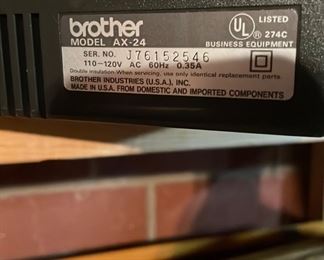 brother
MODEL AX-24
SER. NO. J76152546
110-120V AC 60Hz 0.35A
Double insulation-When servicing, use only identical replacement parts.
BROTHER INDUSTRIES (U.S.A.), INC.
MADE IN U.S.A. FROM DOMESTIC AND IMPORTED COMPONENTS
UL
LISTED
274C
BUSINESS EQUIPMENT